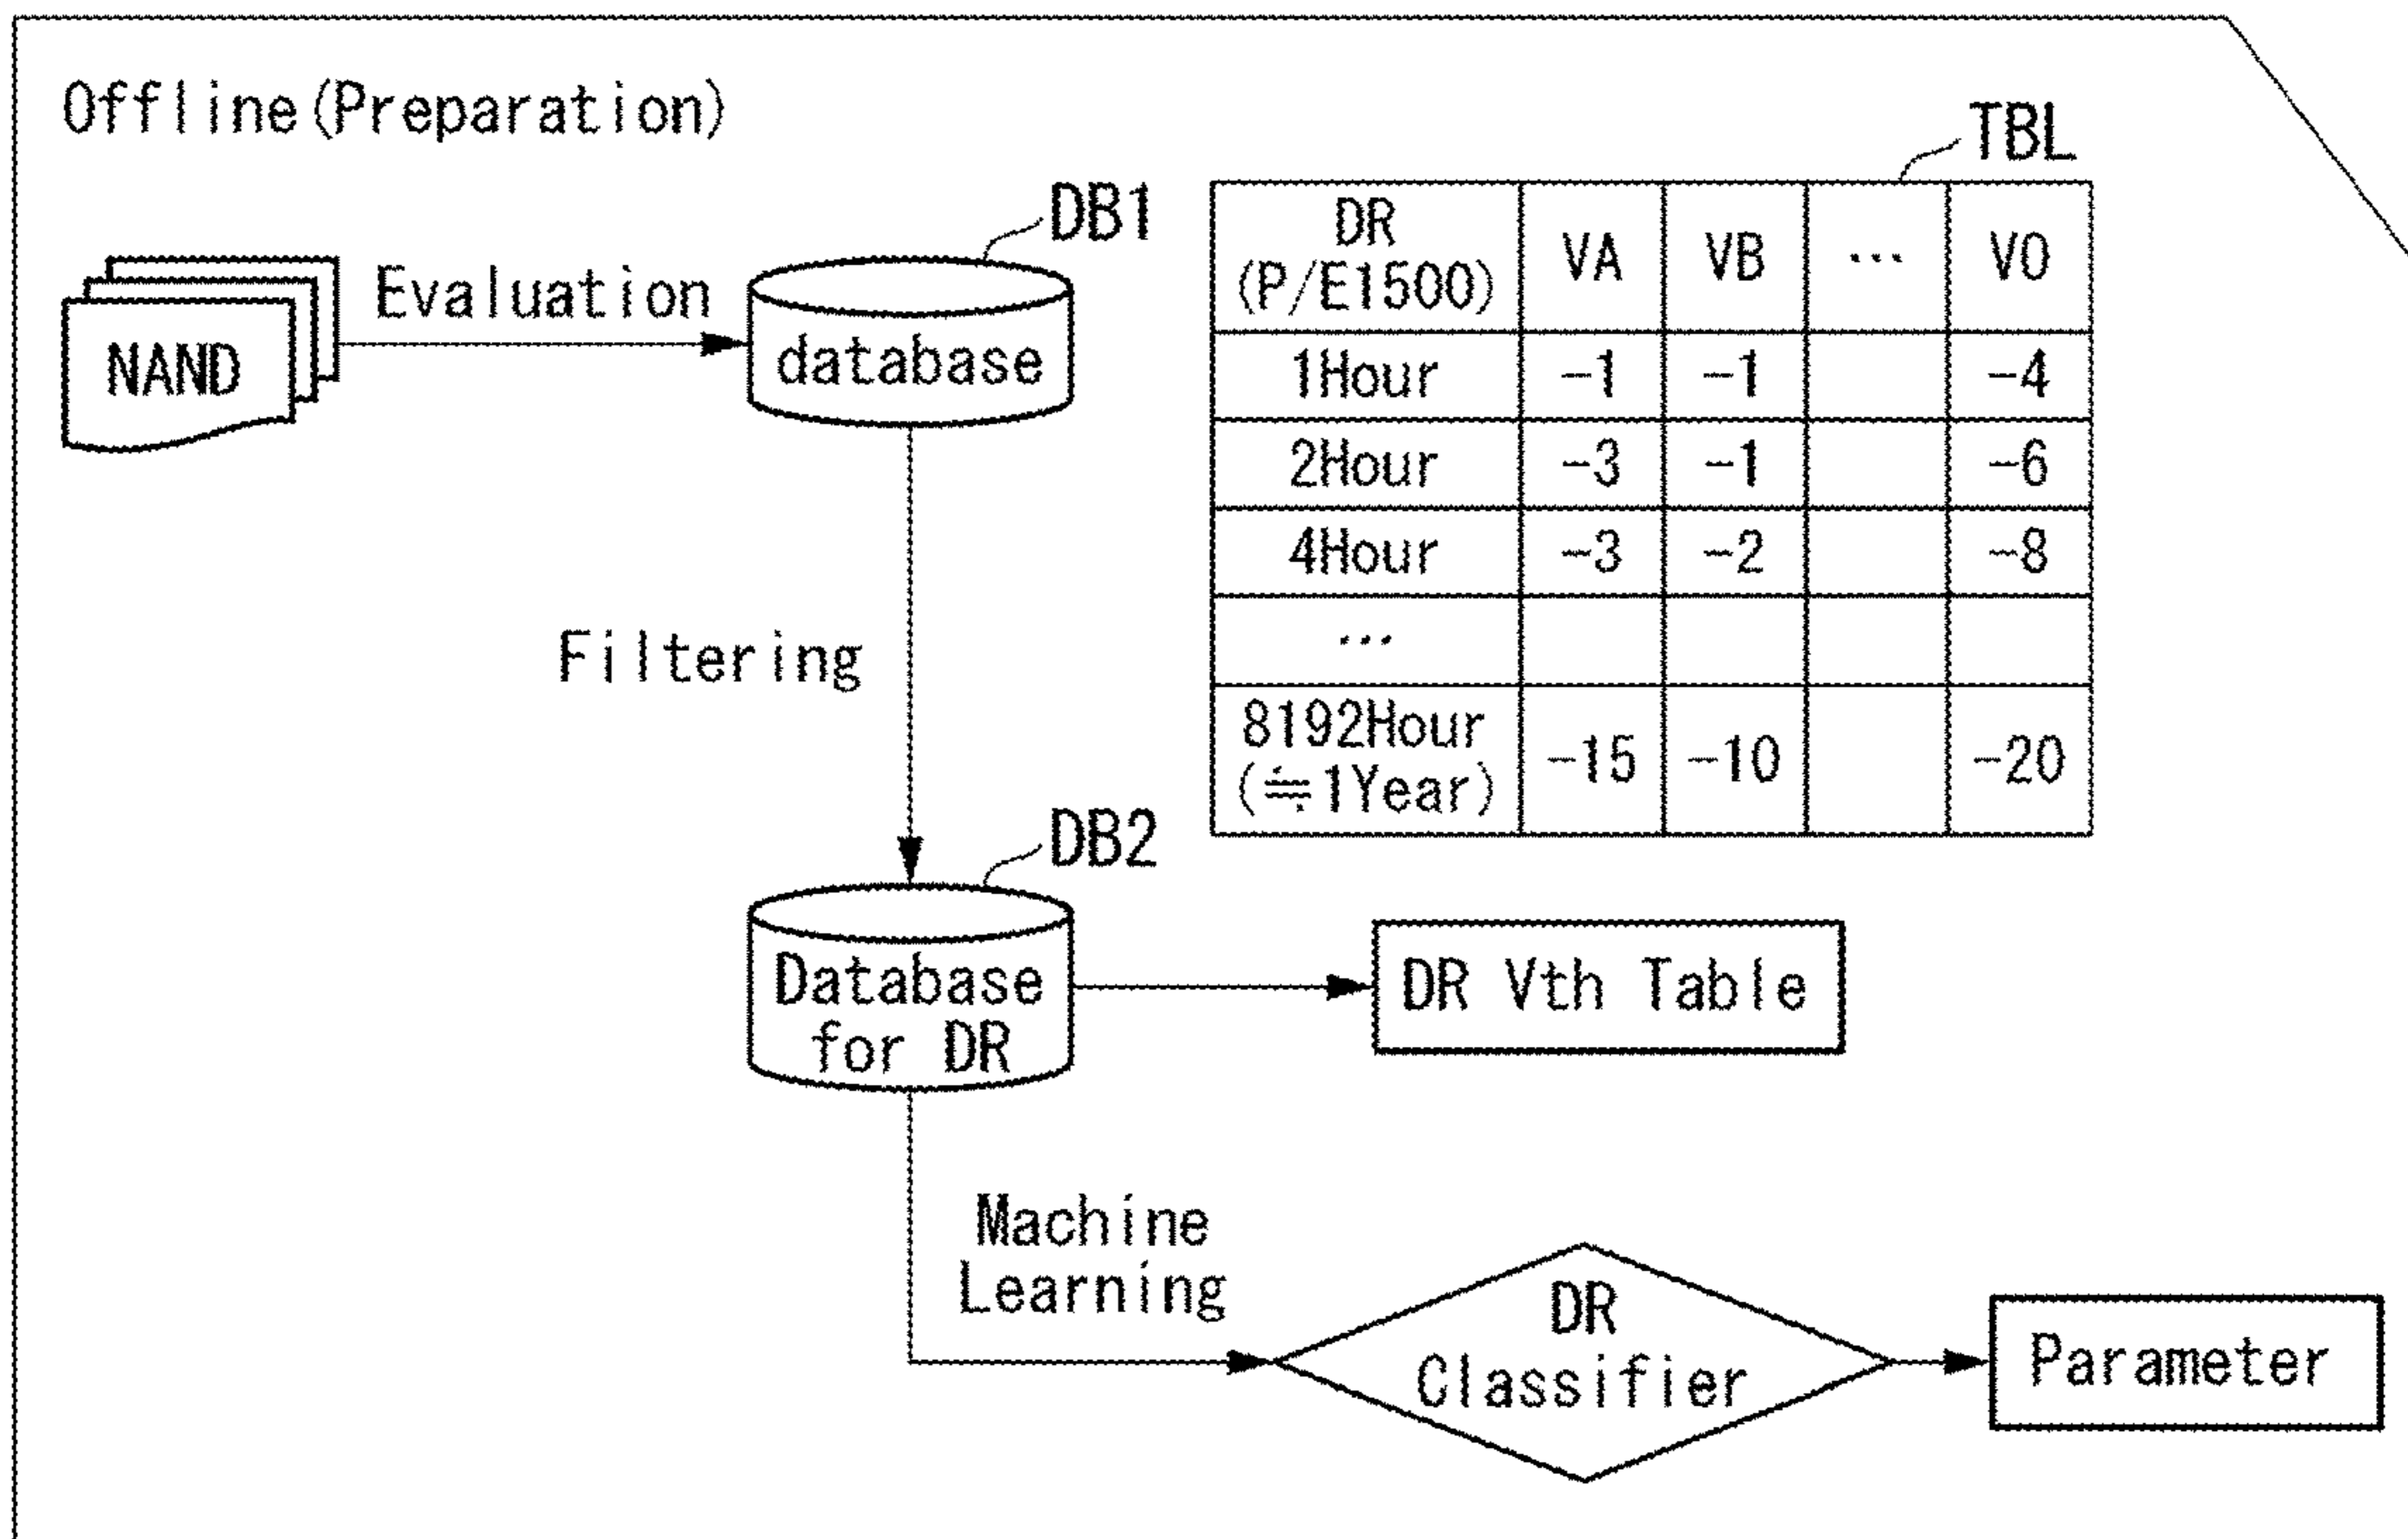 Offline(Preparation)
TBL
DB1
DR
(P/E1500) VA VB ... VO
1Hour -1 -1 -4
2Hour -3 -1 -6
4Hour -3 -2 -8
...
8192Hour
(≒1Year) -15 -10 -20
NAND
Evaluation
database
Filtering
DB2
Database
for DR
DR Vth Table
Machine
Learning
DR
Classifier
Parameter